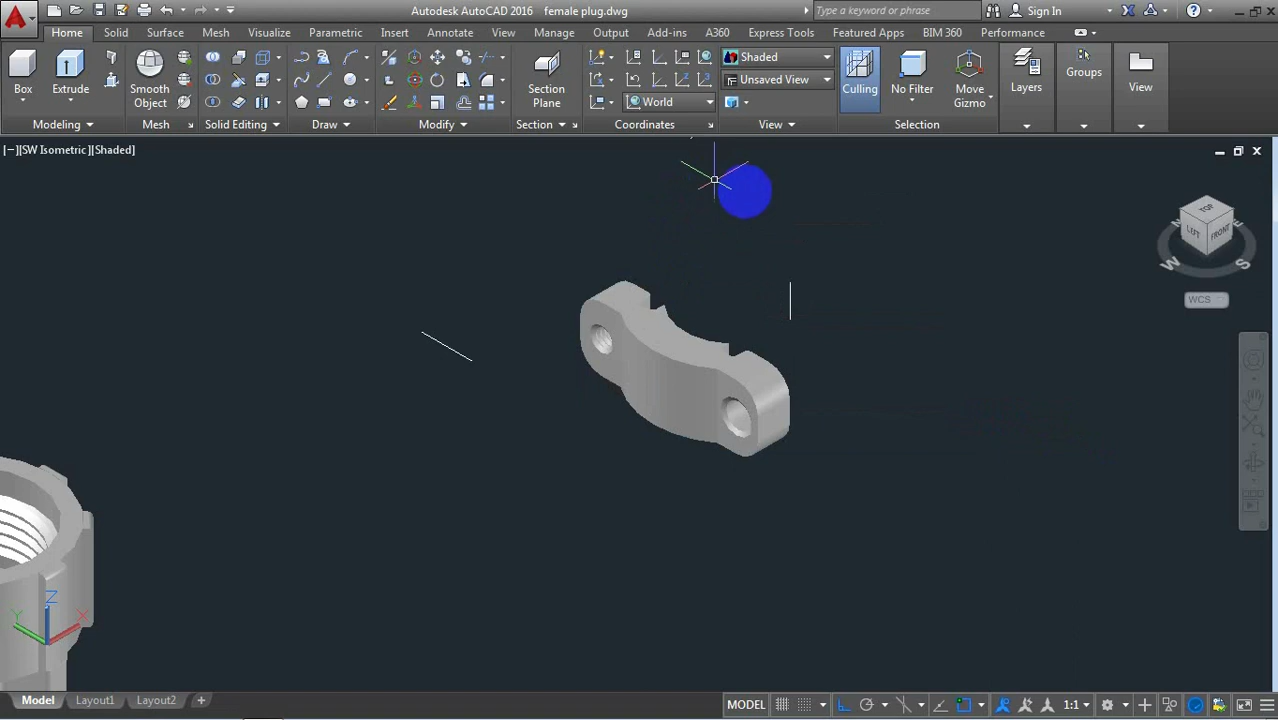 Autodesk AutoCAD 2016 female plug.dwg
Type a keyword or phrase
Sign In
Home Solid Surface Mesh Visualize Parametric Insert Annotate View Manage Output Add-ins A360 Express Tools Featured Apps BIM 360 Performance
Shaded
Unsaved View
World
Box
Extrude
Smooth
Object
Section
Plane
Culling
No Filter
Move
Gizmo
Layers
Groups
View
Modeling
Mesh
Solid Editing
Draw
Modify
Section
Coordinates
View
Selection
[−][SW Isometric][Shaded]
TOP
LEFT
FRONT
N
E
W
S
WCS
Z
Y
X
Model
Layout1
Layout2
MODEL
1:1